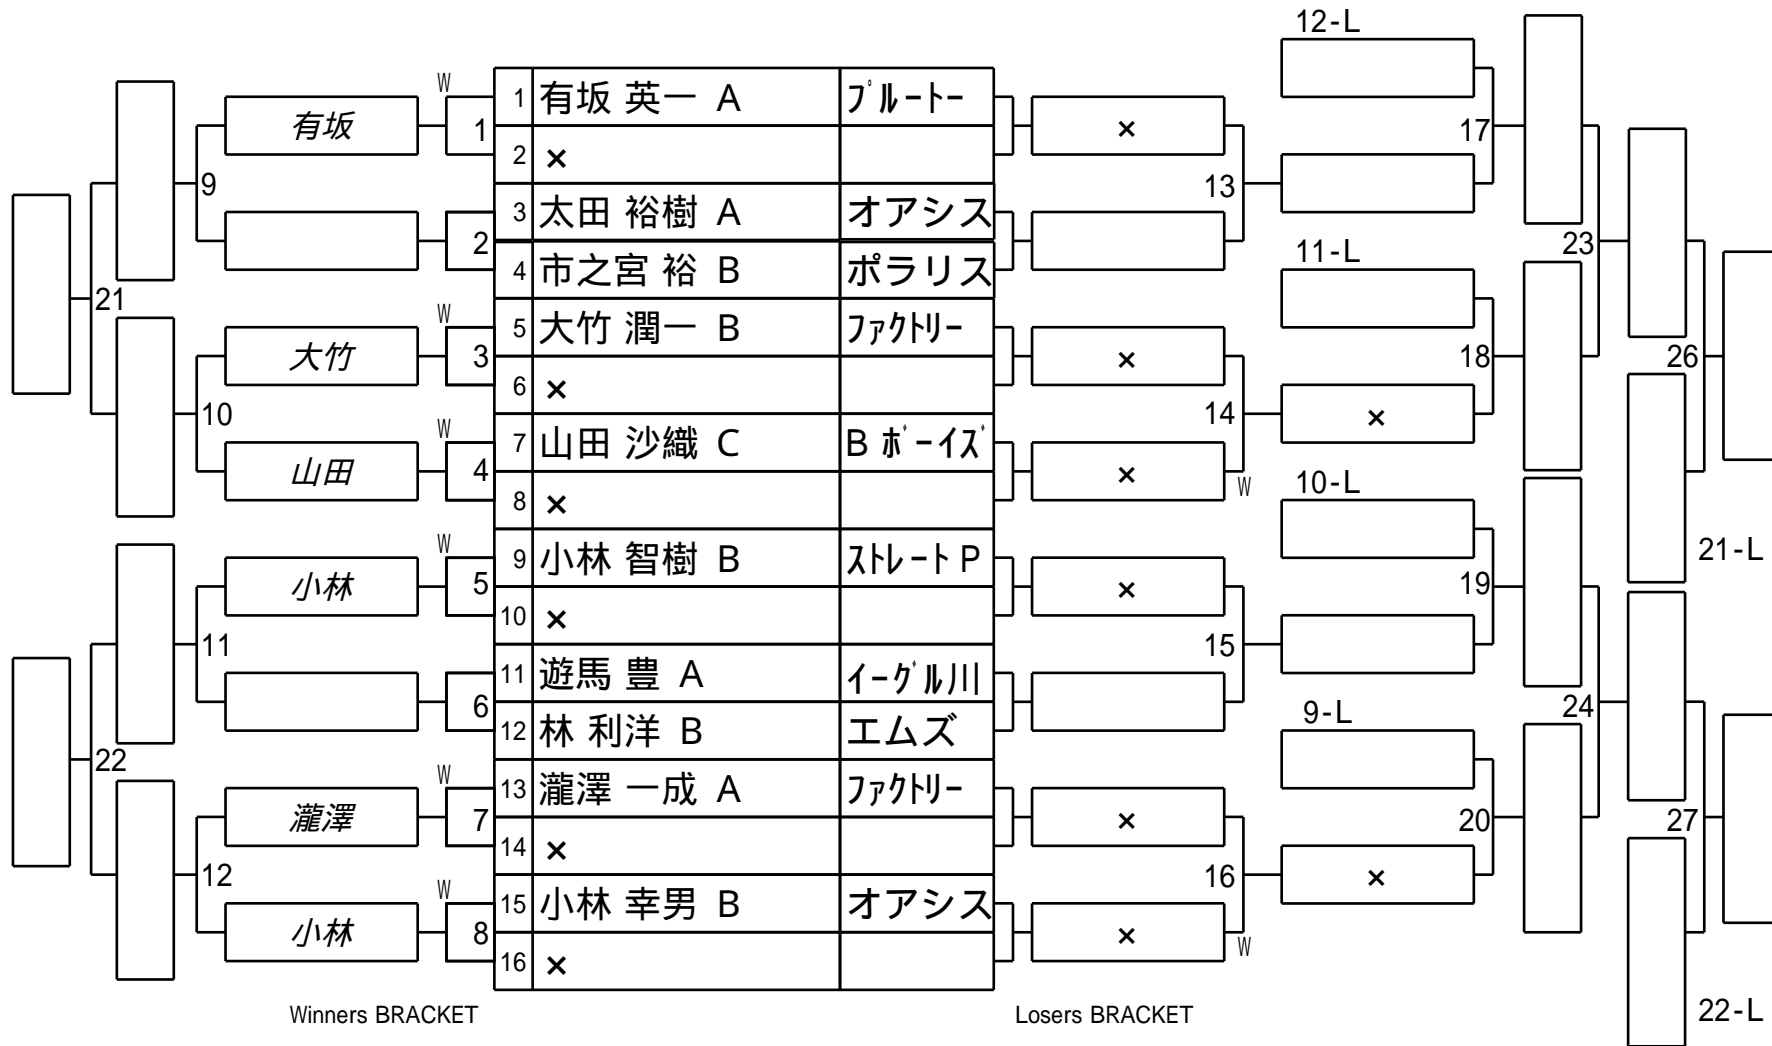 12-L
W
1 有坂 英一 A プルートー
有坂 1 × 17
2 ×
9 13
3 太田 裕樹 A オアシス
2 23
4 市之宮 裕 B ポラリス
11-L
21
W
5 大竹 潤一 B ファクトリー
大竹 3 × 18 26
6 ×
10 14 ×
W
7 山田 沙織 C B ボーイズ
山田 4 ×
8 × W
10-L
W
9 小林 智樹 B ストレート P 21-L
小林 5 × 19
10 ×
11 15
11 遊馬 豊 A イーグル川
6 24
12 林 利洋 B エムズ
9-L
22
W
13 瀧澤 一成 A ファクトリー
瀧澤 7 × 20 27
14 ×
12 16 ×
W
15 小林 幸男 B オアシス
小林 8 ×
16 × W
Winners BRACKET Losers BRACKET 22-L